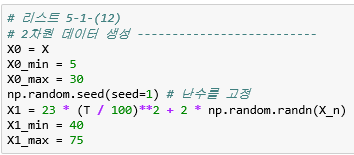 # 리스트 5-1-(12)
# 2차원 데이터 생성 -------------------------
X0 = X
X0_min = 5
X0_max = 30
np.random.seed(seed=1) # 난수를 고정
X1 = 23 * (T / 100)**2 + 2 * np.random.randn(X_n)
X1_min = 40
X1_max = 75